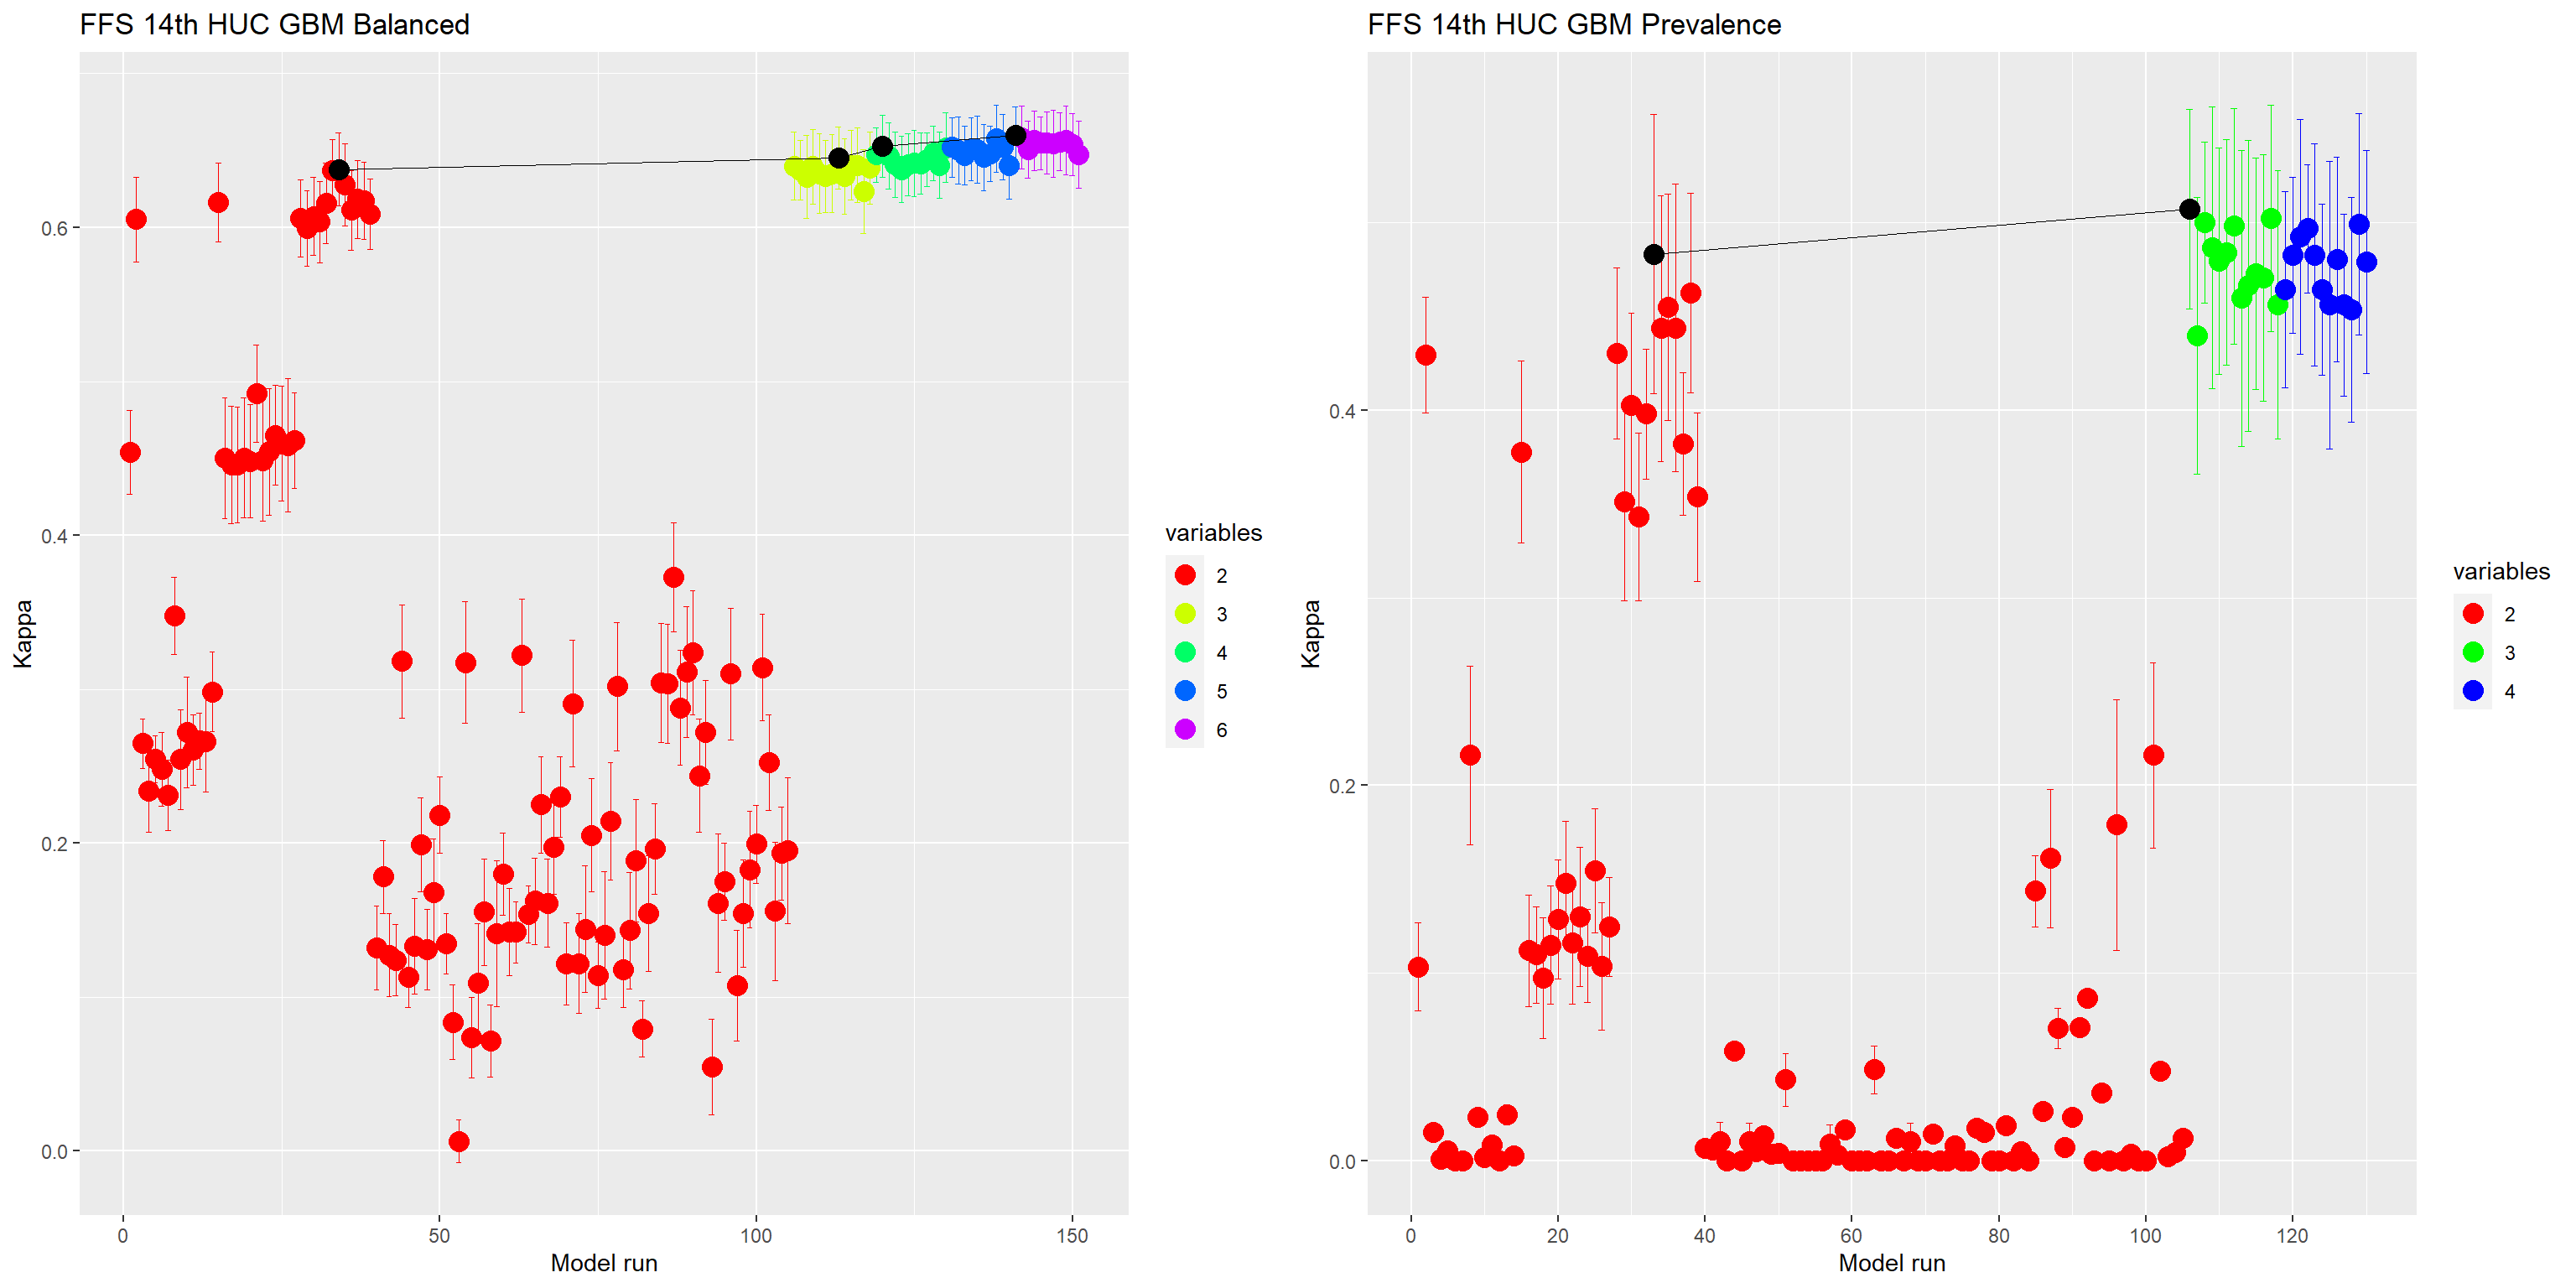 FFS 14th HUC GBM Balanced
Kappa
0.6
0.4
0.2
0.0
0 50 100 150
Model run
variables
2
3
4
5
6
FFS 14th HUC GBM Prevalence
Kappa
0.4
0.2
0.0
0 20 40 60 80 100 120
Model run
variables
2
3
4